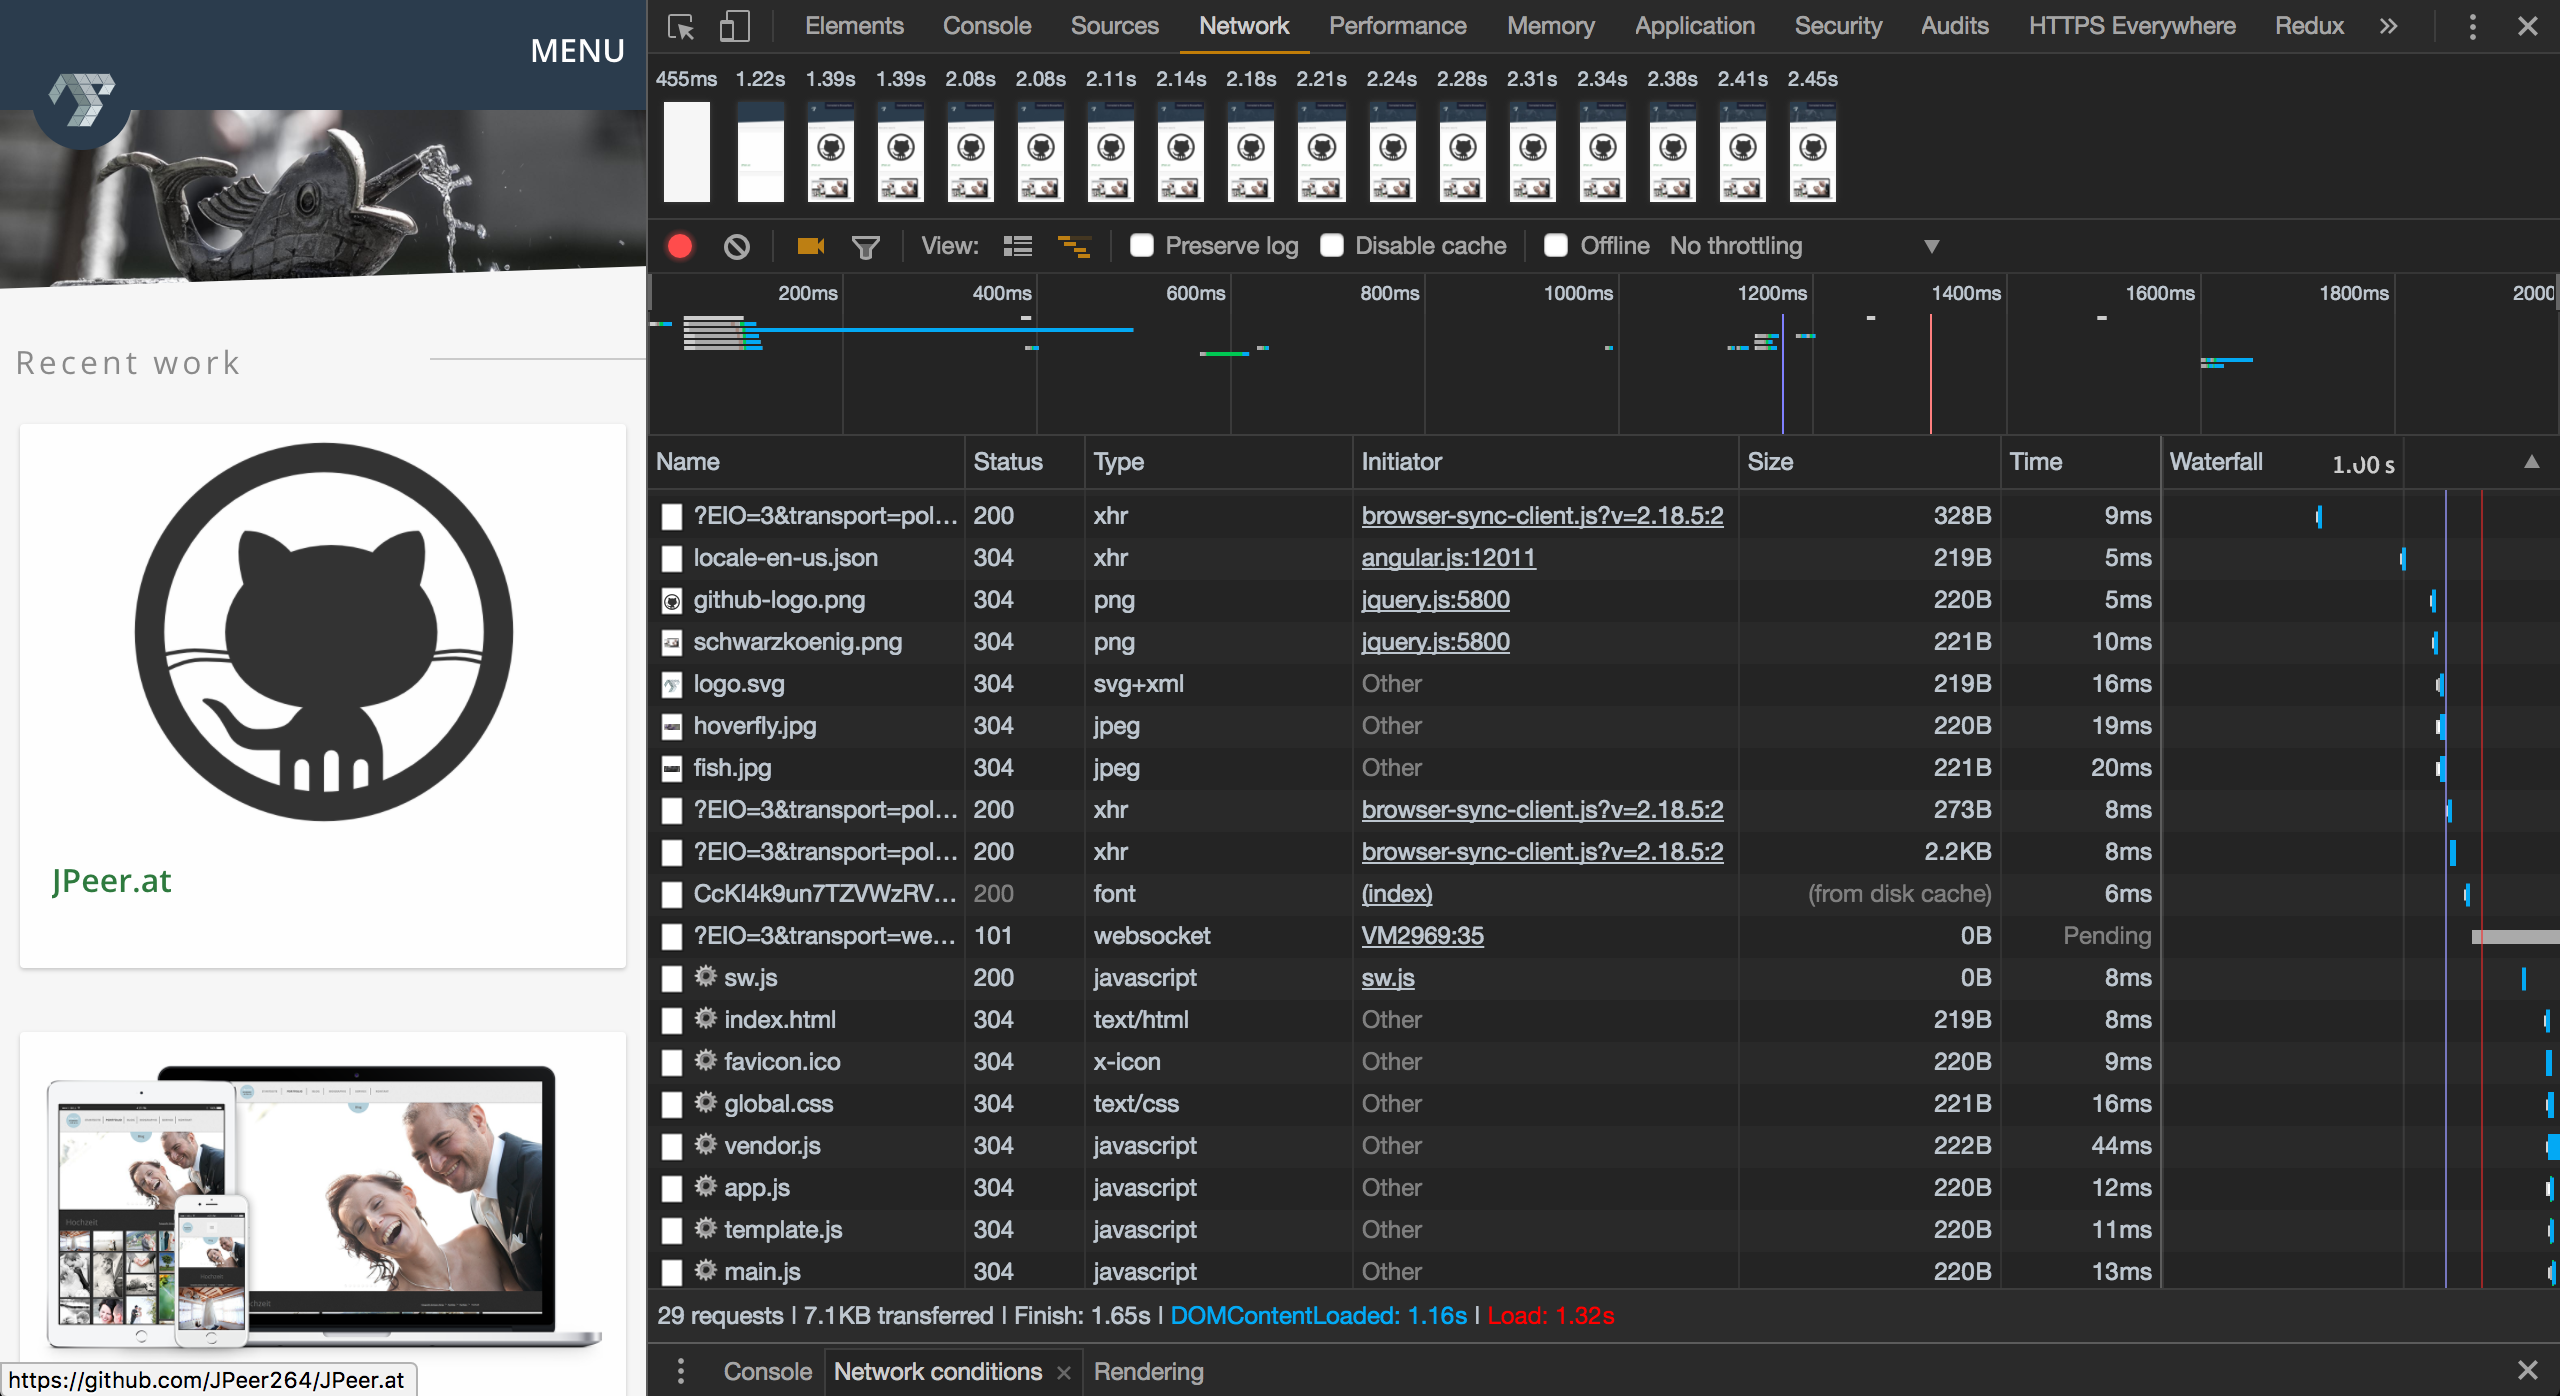 MENU
Recent work
JPeer.at
Hochzeit
https://github.com/JPeer264/JPeer.at
Elements Console Sources Network Performance Memory Application Security Audits HTTPS Everywhere Redux »
455ms 1.22s 1.39s 1.39s 2.08s 2.08s 2.11s 2.14s 2.18s 2.21s 2.24s 2.28s 2.31s 2.34s 2.38s 2.41s 2.45s
View: Preserve log Disable cache Offline No throttling
200ms 400ms 600ms 800ms 1000ms 1200ms 1400ms 1600ms 1800ms 2000
Name Status Type Initiator Size Time Waterfall 1.00 s
?EIO=3&transport=pol… 200 xhr browser-sync-client.js?v=2.18.5:2 328B 9ms
locale-en-us.json 304 xhr angular.js:12011 219B 5ms
github-logo.png 304 png jquery.js:5800 220B 5ms
schwarzkoenig.png 304 png jquery.js:5800 221B 10ms
logo.svg 304 svg+xml Other 219B 16ms
hoverfly.jpg 304 jpeg Other 220B 19ms
fish.jpg 304 jpeg Other 221B 20ms
?EIO=3&transport=pol… 200 xhr browser-sync-client.js?v=2.18.5:2 273B 8ms
?EIO=3&transport=pol… 200 xhr browser-sync-client.js?v=2.18.5:2 2.2KB 8ms
CcKI4k9un7TZVWzRV… 200 font (index) (from disk cache) 6ms
?EIO=3&transport=we… 101 websocket VM2969:35 0B Pending
sw.js 200 javascript sw.js 0B 8ms
index.html 304 text/html Other 219B 8ms
favicon.ico 304 x-icon Other 220B 9ms
global.css 304 text/css Other 221B 16ms
vendor.js 304 javascript Other 222B 44ms
app.js 304 javascript Other 220B 12ms
template.js 304 javascript Other 220B 11ms
main.js 304 javascript Other 220B 13ms
29 requests | 7.1KB transferred | Finish: 1.65s | DOMContentLoaded: 1.16s | Load: 1.32s
Console Network conditions × Rendering